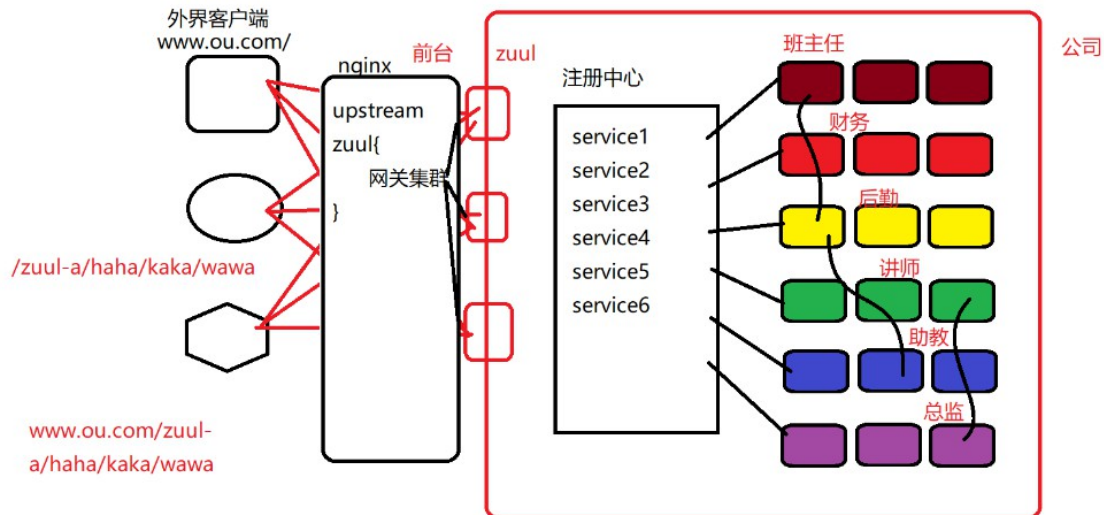 外界客户端
www.ou.com/
nginx
前台
zuul
公司
upstream
zuul{
网关集群
}
注册中心
service1
service2
service3
service4
service5
service6
班主任
财务
后勤
讲师
助教
总监
/zuul-a/haha/kaka/wawa
www.ou.com/zuul-
a/haha/kaka/wawa